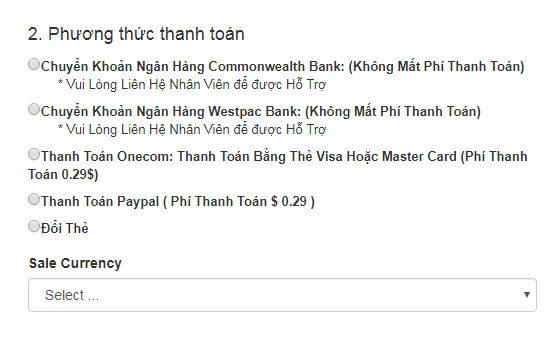 2. Phương thức thanh toán
Chuyển Khoản Ngân Hàng Commonwealth Bank: (Không Mất Phí Thanh Toán)
* Vui Lòng Liên Hệ Nhân Viên để được Hỗ Trợ
Chuyển Khoản Ngân Hàng Westpac Bank: (Không Mất Phí Thanh Toán)
* Vui Lòng Liên Hệ Nhân Viên để được Hỗ Trợ
Thanh Toán Onecom: Thanh Toán Bằng Thẻ Visa Hoặc Master Card (Phí Thanh
Toán 0.29$)
Thanh Toán Paypal ( Phí Thanh Toán $ 0.29 )
Đổi Thẻ
Sale Currency
Select ...